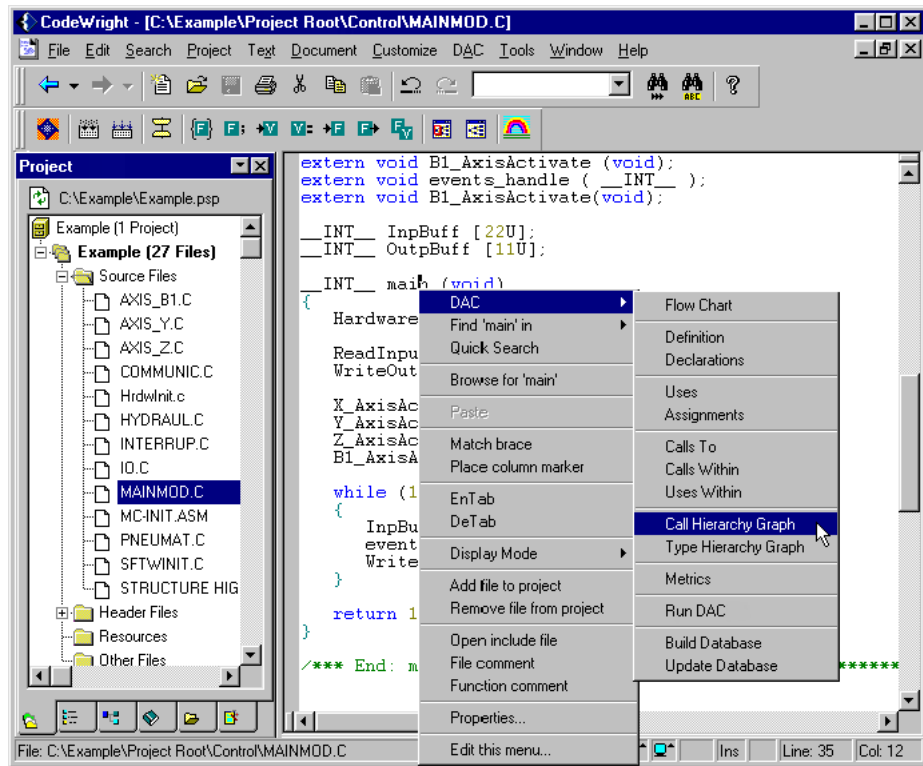 CodeWright - [C:\Example\Project Root\Control\MAINMOD.C]
File Edit Search Project Text Document Customize DAC Tools Window Help
ABC
Project
C:\Example\Example.psp
Example (1 Project)
Example (27 Files)
Source Files
AXIS_B1.C
AXIS_Y.C
AXIS_Z.C
COMMUNIC.C
HrdwInit.c
HYDRAUL.C
INTERRUP.C
IO.C
MAINMOD.C
MC-INIT.ASM
PNEUMAT.C
SFTWINIT.C
STRUCTURE HIG
Header Files
Resources
Other Files
extern void B1_AxisActivate (void);
extern void events_handle ( __INT__ );
extern void B1_AxisActivate(void);
__INT__ InpBuff [22U];
__INT__ OutpBuff [11U];
__INT__ main (void)
{
Hardware
ReadInpu
WriteOut
X_AxisAc
Y_AxisAc
Z_AxisAc
B1_AxisA
while (1
{
InpBu
event
Write
}
return 1
}
/*** End: m
******
DAC
Find 'main' in
Quick Search
Browse for 'main'
Paste
Match brace
Place column marker
EnTab
DeTab
Display Mode
Add file to project
Remove file from project
Open include file
File comment
Function comment
Properties...
Edit this menu...
Flow Chart
Definition
Declarations
Uses
Assignments
Calls To
Calls Within
Uses Within
Call Hierarchy Graph
Type Hierarchy Graph
Metrics
Run DAC
Build Database
Update Database
File: C:\Example\Project Root\Control\MAINMOD.C
Ins
Line: 35
Col: 12